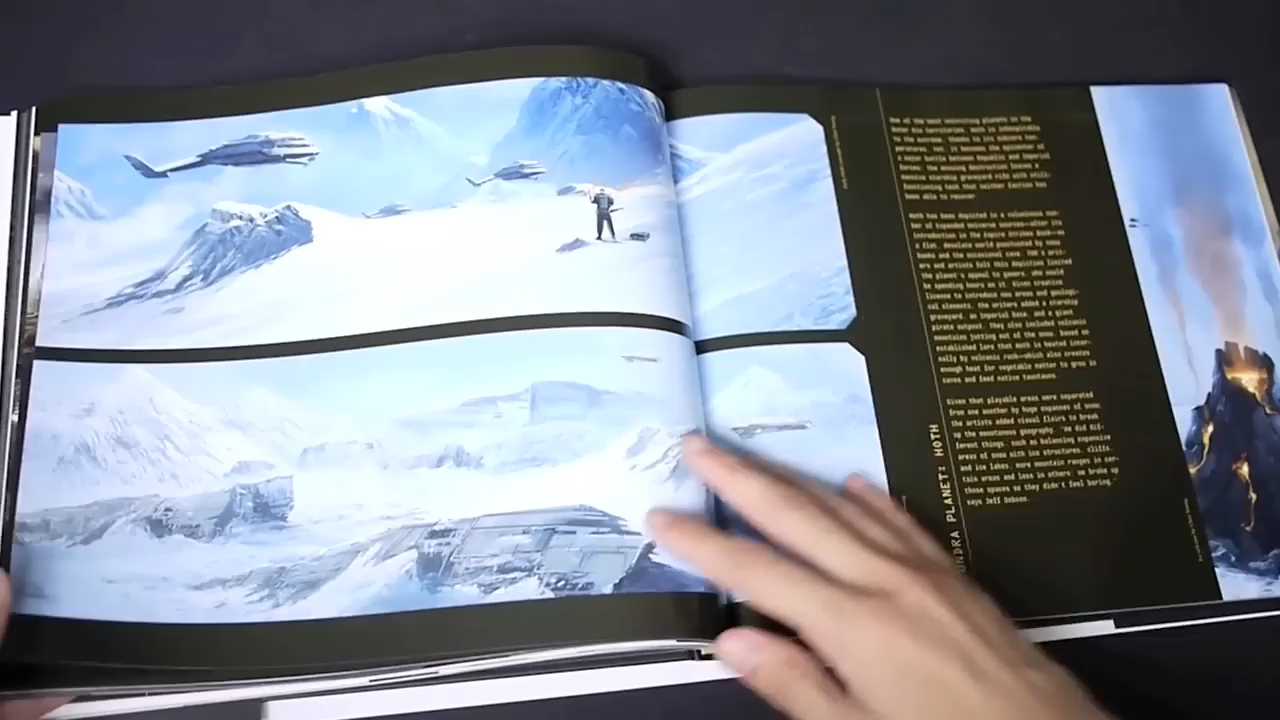 One of the most uninviting planets in the
Outer Rim Territories, Hoth is inhospitable
to the extreme, thanks to its subzero tem-
peratures. Yet, it becomes the epicenter of
a major battle between Republic and Imperial
forces; the ensuing destruction leaves a
massive starship graveyard rife with still-
functioning tech that neither faction has
been able to recover.
Hoth has been depicted in a voluminous num-
ber of Expanded Universe sources—after its
introduction in The Empire Strikes Back—as
a flat, desolate world punctuated by snow
banks and the occasional cave. TOR's writ-
ers and artists felt this depiction limited
the planet's appeal to gamers, who would
be spending hours on it. Given creative
license to introduce new areas and geologi-
cal elements, the writers added a starship
graveyard, an Imperial base, and a giant
pirate outpost. They also included volcanic
mountains jutting out of the snow, based on
established lore that Hoth is heated inter-
nally by volcanic rock—which also creates
enough heat for vegetable matter to grow in
caves and feed native tauntauns.
Given that playable areas were separated
from one another by huge expanses of snow,
the artists added visual flairs to break
up the monotonous geography. "We did dif-
ferent things, such as balancing expansive
areas of snow with ice structures, cliffs,
and ice lakes, more mountain ranges in cer-
tain areas and less in others. We broke up
those spaces so they didn't feel boring,"
says Jeff Dobson.
UNDRA PLANET: HOTH